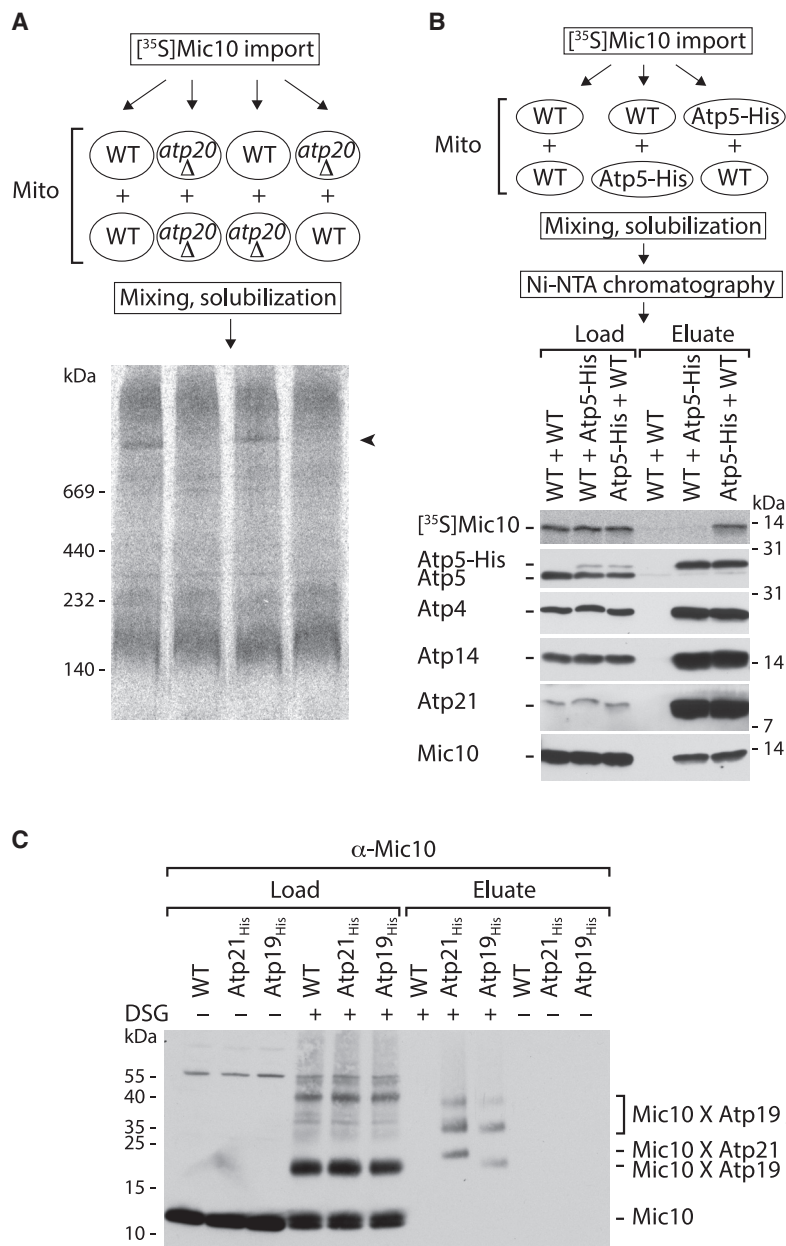 A
[³⁵S]Mic10 import
Mito
WT atp20Δ WT atp20Δ
+ + + +
WT atp20Δ atp20Δ WT
Mixing, solubilization
kDa
669 -
440 -
232 -
140 -
B
[³⁵S]Mic10 import
Mito
WT WT Atp5-His
+ + +
WT Atp5-His WT
Mixing, solubilization
Ni-NTA chromatography
Load Eluate
WT + WT
WT + Atp5-His
Atp5-His + WT
WT + WT
WT + Atp5-His
Atp5-His + WT
kDa
[³⁵S]Mic10 - - 14
- 31
Atp5-His -
Atp5 -
- 31
Atp4 -
Atp14 - - 14
Atp21 -
- 7
Mic10 - - 14
C
α-Mic10
Load Eluate
WT Atp21His Atp19His WT Atp21His Atp19His WT Atp21His Atp19His WT Atp21His Atp19His
DSG − − − + + + + + + − − −
kDa
55 -
40 -
35 -
25 -
15 -
10 -
Mic10 X Atp19
- Mic10 X Atp21
- Mic10 X Atp19
- Mic10